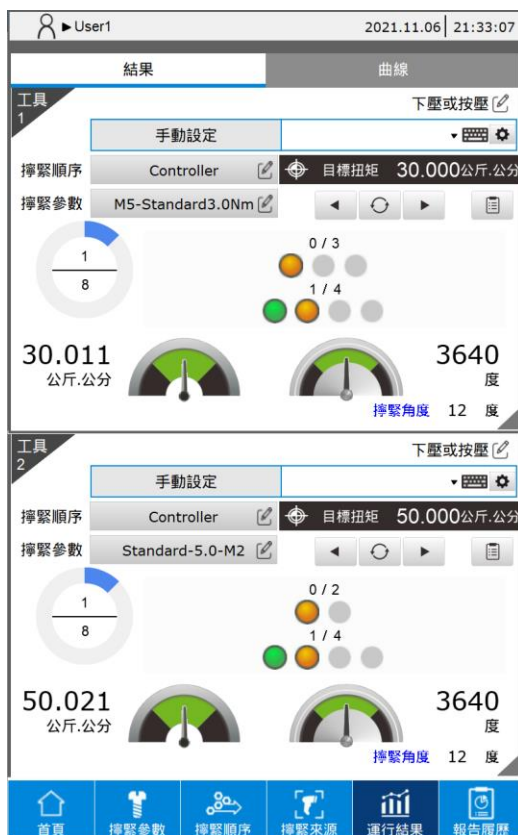 ►User1 2021.11.06 21:33:07
結果 曲線
工具
1
下壓或按壓
手動設定
擰緊順序 Controller 目標扭矩 30.000公斤.公分
擰緊參數 M5-Standard3.0Nm
0 / 3
1
8
1 / 4
30.011
公斤.公分
3640
度
擰緊角度 12 度
工具
2
下壓或按壓
手動設定
擰緊順序 Controller 目標扭矩 50.000公斤.公分
擰緊參數 Standard-5.0-M2
0 / 2
1
8
1 / 4
50.021
公斤.公分
3640
度
擰緊角度 12 度
首頁 擰緊參數 擰緊順序 擰緊來源 運行結果 報告履歷